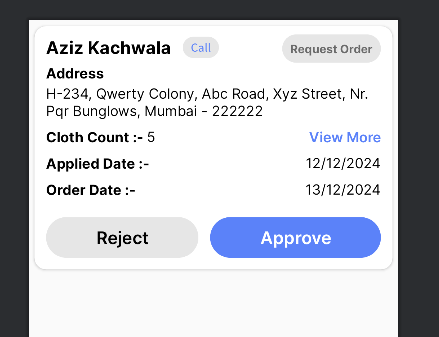 Aziz Kachwala Call Request Order
Address
H-234, Qwerty Colony, Abc Road, Xyz Street, Nr.
Pqr Bunglows, Mumbai - 222222
Cloth Count :- 5 View More
Applied Date :- 12/12/2024
Order Date :- 13/12/2024
Reject Approve